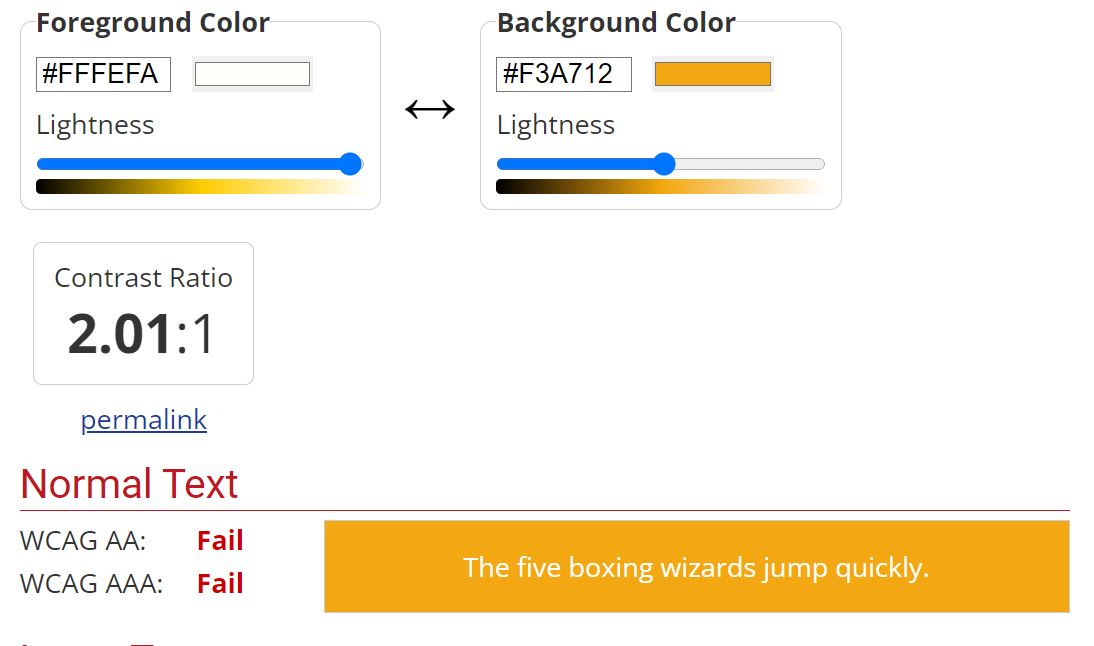 Foreground Color
#FFFEFA
Lightness
Background Color
#F3A712
Lightness
Contrast Ratio
2.01:1
permalink
Normal Text
WCAG AA: Fail
WCAG AAA: Fail
The five boxing wizards jump quickly.